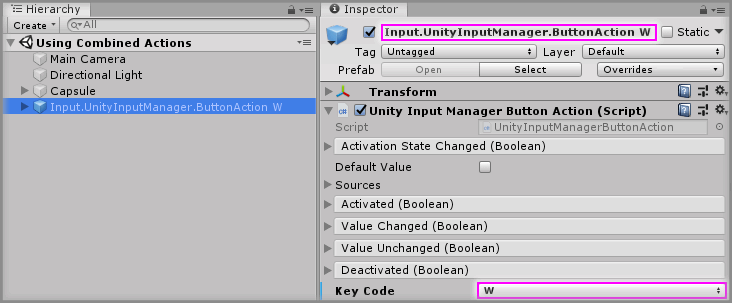 Hierarchy
Create
All
Using Combined Actions
Main Camera
Directional Light
Capsule
Input.UnityInputManager.ButtonAction W
Inspector
Input.UnityInputManager.ButtonAction W
Static
Tag Untagged Layer Default
Prefab Open Select Overrides
Transform
Unity Input Manager Button Action (Script)
Script UnityInputManagerButtonAction
Activation State Changed (Boolean)
Default Value
Sources
Activated (Boolean)
Value Changed (Boolean)
Value Unchanged (Boolean)
Deactivated (Boolean)
Key Code W